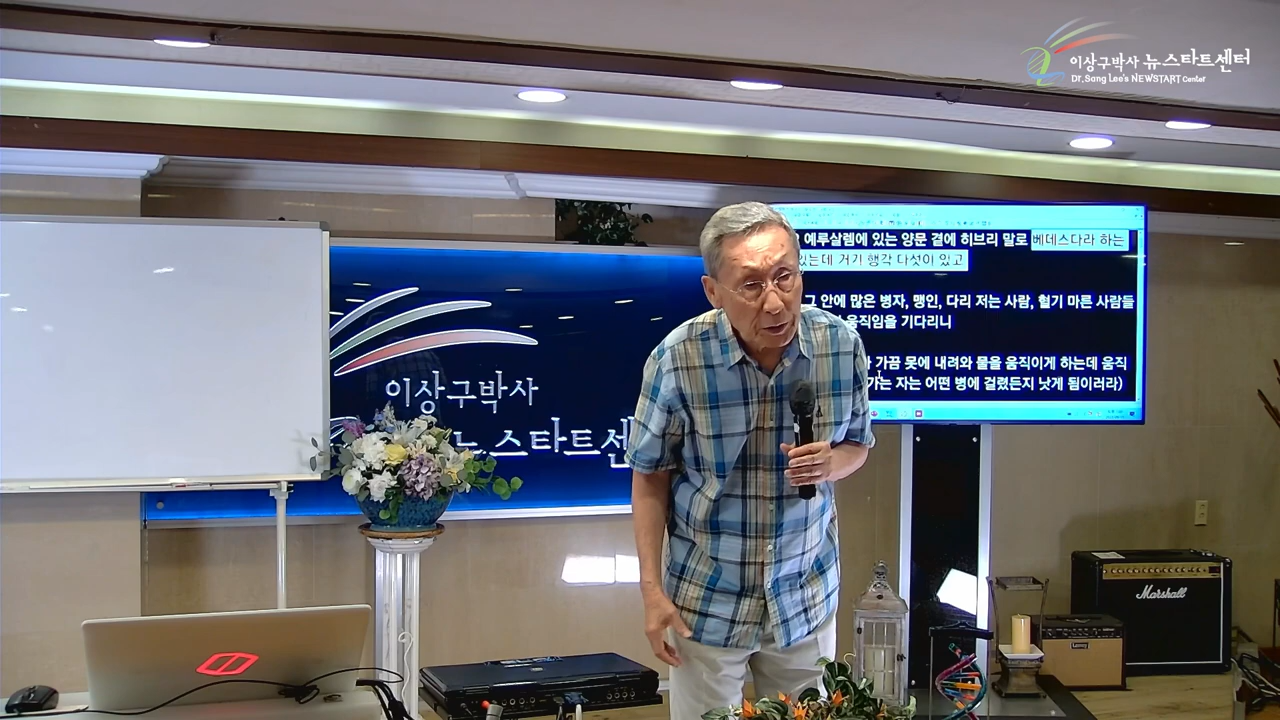 이상구박사 뉴스타트센터
Dr. Sang Lee's NEWSTART Center
예루살렘에 있는 양문 곁에 히브리 말로 베데스다라 하는
있는데 거기 행각 다섯이 있고
그 안에 많은 병자, 맹인, 다리 저는 사람, 혈기 마른 사람들
움직임을 기다리니
가끔 못에 내려와 물을 움직이게 하는데 움직
가는 자는 어떤 병에 걸렸든지 낫게 됨이러라)
이상구박사
뉴스타트센
Marshall
Laney